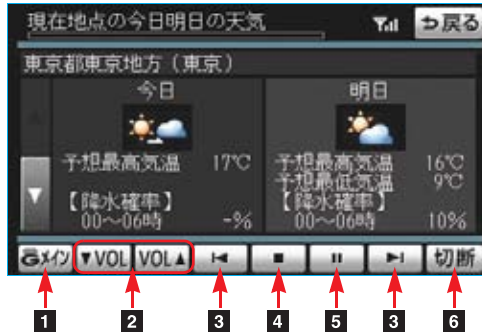 現在地点の今日明日の天気
戻る
東京都東京地方(東京)
今日 明日
予想最高気温 17℃ 予想最高気温 16℃
予想最低気温 9℃
【降水確率】 【降水確率】
00〜06時 -% 00〜06時 10%
Gメイン ▼VOL VOL▲ 切断
1 2 3 4 5 3 6